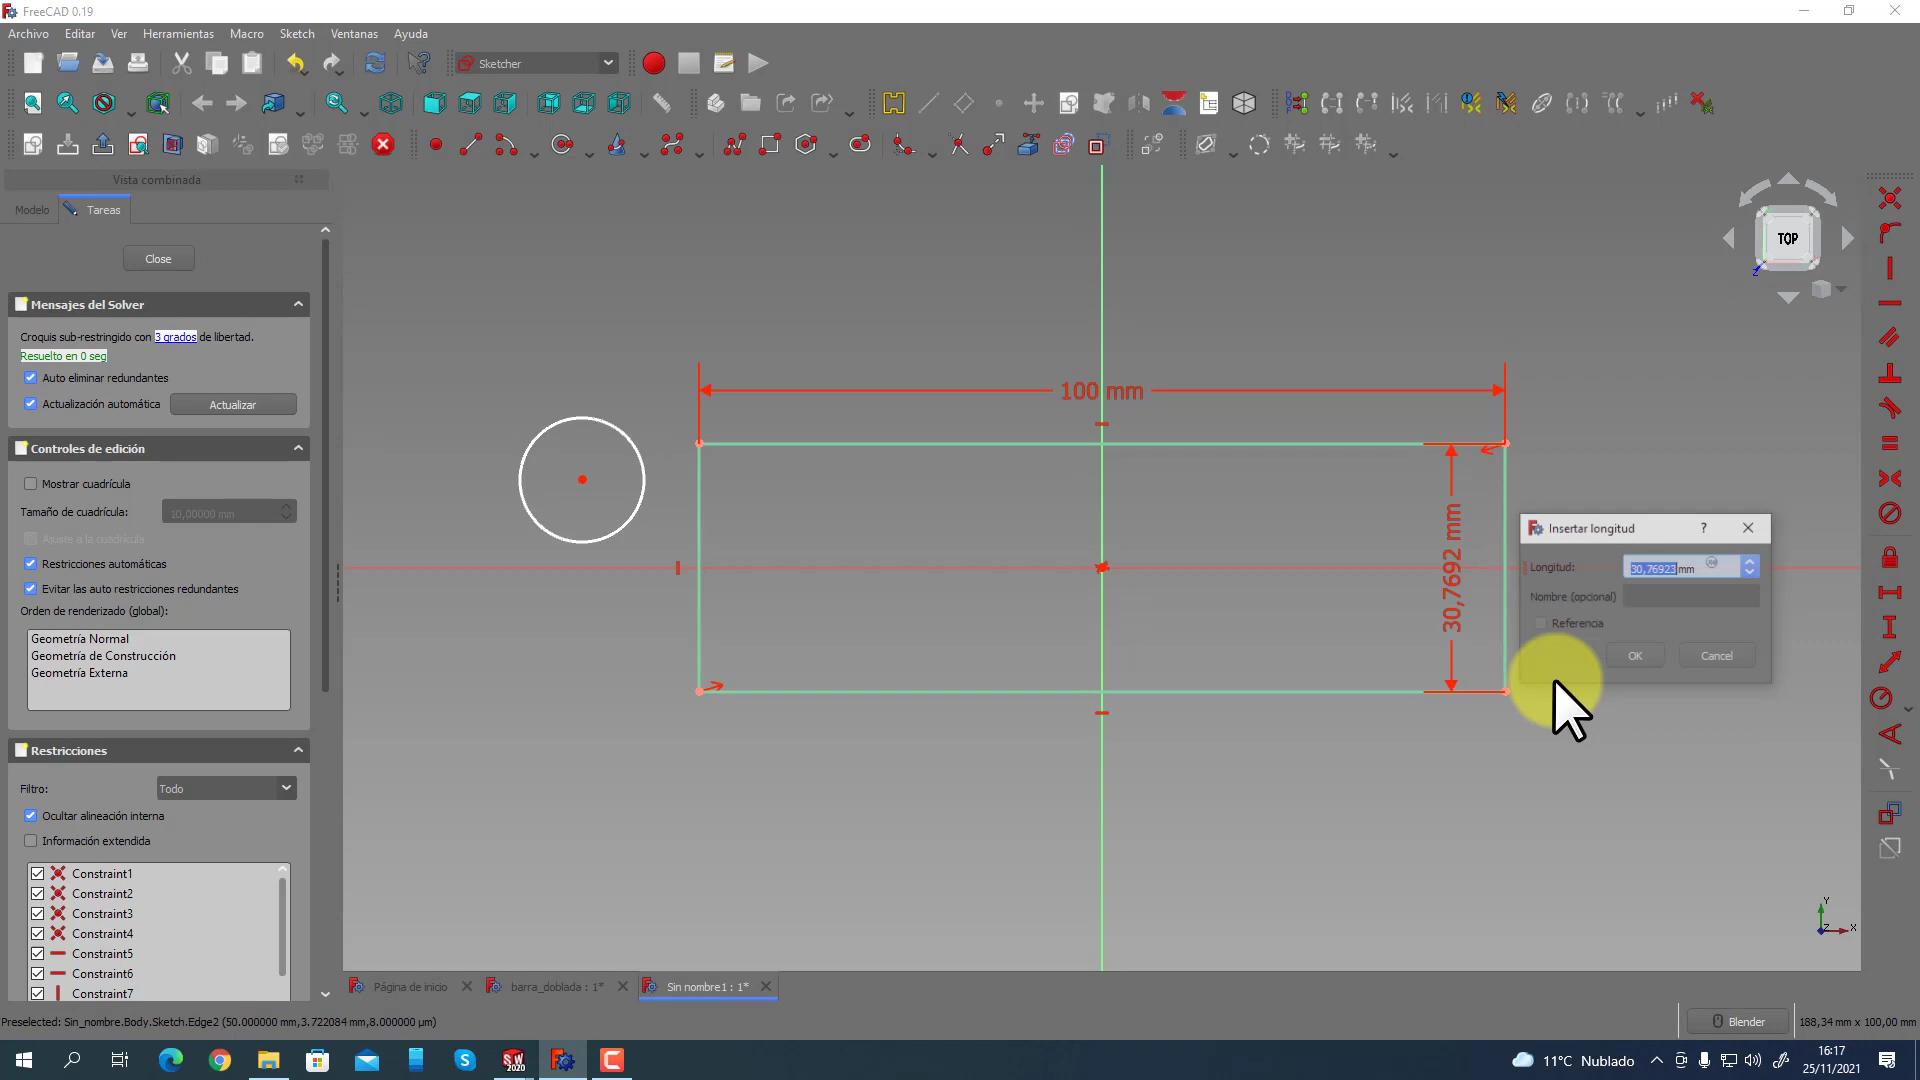 FreeCAD 0.19
Archivo Editar Ver Herramientas Macro Sketch Ventanas Ayuda
Sketcher
Vista combinada
Modelo Tareas
Close
Mensajes del Solver
Croquis sub-restringido con 3 grados de libertad.
Resuelto en 0 seg
Auto eliminar redundantes
Actualización automática Actualizar
Controles de edición
Mostrar cuadrícula
Tamaño de cuadrícula: 10,00000 mm
Ajuste a la cuadrícula
Restricciones automáticas
Evitar las auto restricciones redundantes
Orden de renderizado (global):
Geometría Normal
Geometría de Construcción
Geometría Externa
Restricciones
Filtro: Todo
Ocultar alineación interna
Información extendida
Constraint1
Constraint2
Constraint3
Constraint4
Constraint5
Constraint6
Constraint7
100 mm
30,7692 mm
TOP
Insertar longitud ?
Longitud: 30,76923 mm
Nombre (opcional)
Referencia
OK Cancel
Y
Z X
Z
Página de inicio barra_doblada : 1* Sin nombre1 : 1*
Preselected: Sin_nombre.Body.Sketch.Edge2 (50.000000 mm,3.722084 mm,8.000000 µm)
Blender 188,34 mm x 100,00 mm
SW
2020
11°C Nublado
16:17
25/11/2021